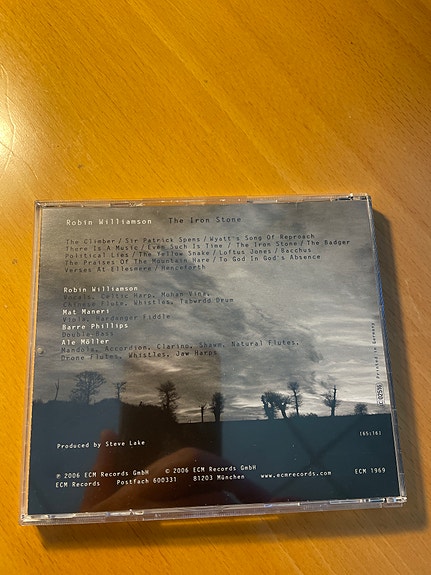 Robin Williamson The Iron Stone
The Climber / Sir Patrick Spens / Wyatt's Song Of Reproach
There Is A Music / Even Such Is Time / The Iron Stone / The Badger
Political Lies / The Yellow Snake / Loftus Jones / Bacchus
The Praises Of The Mountain Hare / To God In God's Absence
Verses At Ellesmere / Henceforth
Robin Williamson
Vocals, Celtic Harp, Mohan Vina,
Chinese Flute, Whistles, Tabwrdd Drum
Mat Maneri
Viola, Hardanger Fiddle
Barre Phillips
Double-Bass
Ale Möller
Mandola, Accordion, Clarino, Shawm, Natural Flutes,
Drone Flutes, Whistles, Jaw Harps
Produced by Steve Lake
[65:16]
℗ 2006 ECM Records GmbH © 2006 ECM Records GmbH
ECM Records Postfach 600331 81203 München www.ecmrecords.com
ECM 1969
Printed in Germany